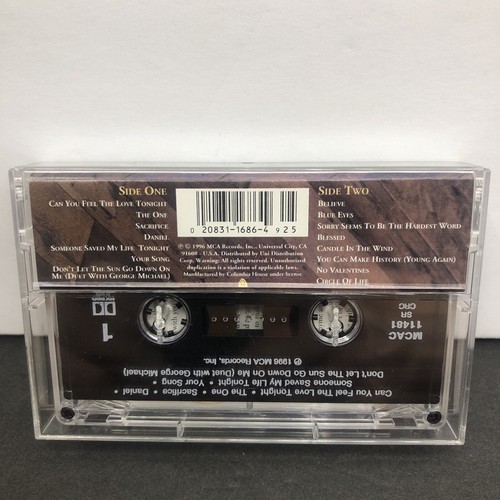 SIDE ONE
CAN YOU FEEL THE LOVE TONIGHT
THE ONE
SACRIFICE
DANIEL
SOMEONE SAVED MY LIFE TONIGHT
YOUR SONG
DON'T LET THE SUN GO DOWN ON
ME (DUET WITH GEORGE MICHAEL)
0 20831-1686-4 925
℗ © 1996 MCA Records, Inc., Universal City, CA
91608 - U.S.A. Distributed by Uni Distribution
Corp. Warning: All rights reserved. Unauthorized
duplication is a violation of applicable laws.
Manufactured by Columbia House under license
SIDE TWO
BELIEVE
BLUE EYES
SORRY SEEMS TO BE THE HARDEST WORD
BLESSED
CANDLE IN THE WIND
YOU CAN MAKE HISTORY (YOUNG AGAIN)
NO VALENTINES
CIRCLE OF LIFE
1
Can You Feel The Love Tonight • The One • Sacrifice • Daniel
Someone Saved My Life Tonight • Your Song •
Don't Let The Sun Go Down On Me (Duet with George Michael)
℗ 1996 MCA Records, Inc.
MCAC
11481
SR
CRC